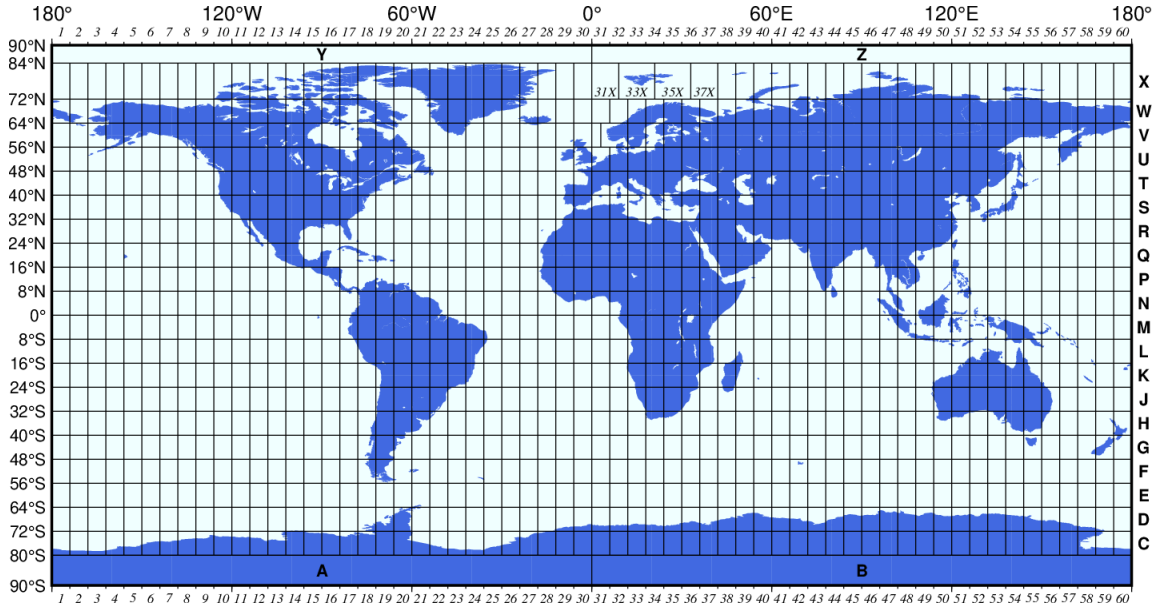 180° 120°W 60°W 0° 60°E 120°E 180°
1 2 3 4 5 6 7 8 9 10 11 12 13 14 15 16 17 18 19 20 21 22 23 24 25 26 27 28 29 30 31 32 33 34 35 36 37 38 39 40 41 42 43 44 45 46 47 48 49 50 51 52 53 54 55 56 57 58 59 60
90°N Y Z
84°N
X
31X 33X 35X 37X
72°N
W
64°N
V
56°N
U
48°N
T
40°N
S
32°N
R
24°N
Q
16°N
P
8°N
N
0°
M
8°S
L
16°S
K
24°S
J
32°S
H
40°S
G
48°S
F
56°S
E
64°S
D
72°S
C
80°S
A B
90°S
1 2 3 4 5 6 7 8 9 10 11 12 13 14 15 16 17 18 19 20 21 22 23 24 25 26 27 28 29 30 31 32 33 34 35 36 37 38 39 40 41 42 43 44 45 46 47 48 49 50 51 52 53 54 55 56 57 58 59 60